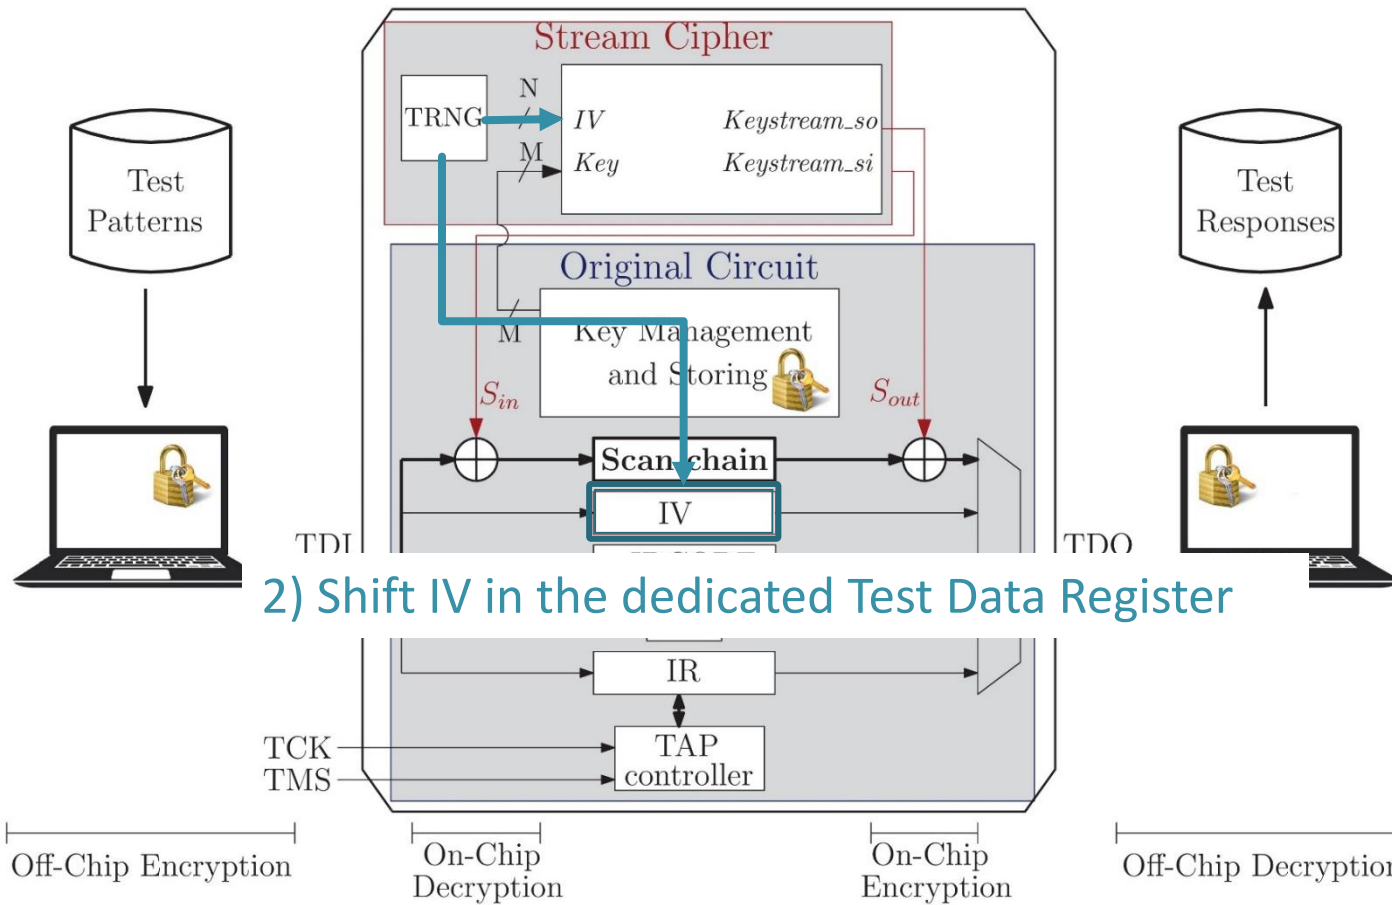 Stream Cipher
TRNG
N
M
IV
Key
Keystream_so
Keystream_si
Test
Patterns
Test
Responses
Original Circuit
M
Key Management
and Storing
S_in
S_out
Scan chain
IV
TDI
TDO
2) Shift IV in the dedicated Test Data Register
IR
TCK
TMS
TAP
controller
Off-Chip Encryption
On-Chip
Decryption
On-Chip
Encryption
Off-Chip Decryption